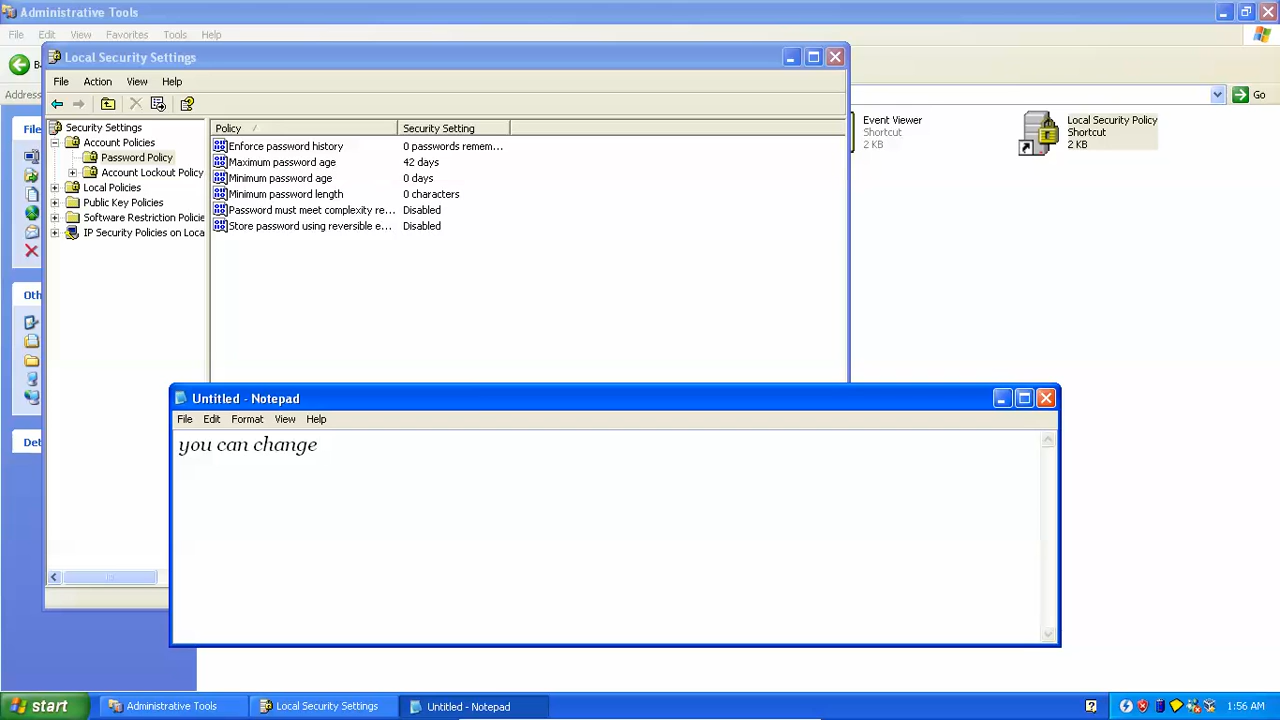 Administrative Tools
File Edit View Favorites Tools Help
Address
Go
Local Security Settings
File Action View Help
Security Settings
Account Policies
Password Policy
Account Lockout Policy
Local Policies
Public Key Policies
Software Restriction Policie
IP Security Policies on Loca
Policy Security Setting
Enforce password history 0 passwords remem...
Maximum password age 42 days
Minimum password age 0 days
Minimum password length 0 characters
Password must meet complexity re... Disabled
Store password using reversible e... Disabled
Event Viewer
Shortcut
2 KB
Local Security Policy
Shortcut
2 KB
File
Oth
Det
Untitled - Notepad
File Edit Format View Help
you can change
start Administrative Tools Local Security Settings Untitled - Notepad 1:56 AM